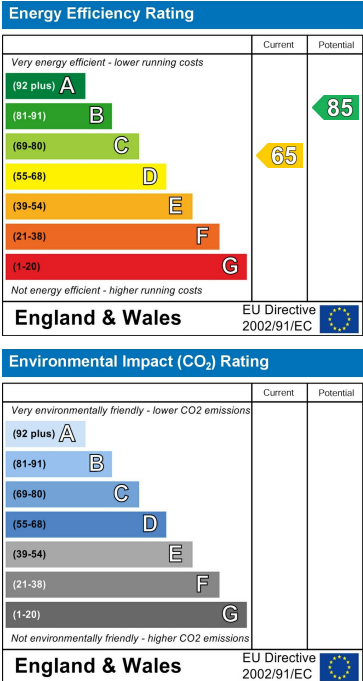 Energy Efficiency Rating
Current Potential
Very energy efficient - lower running costs
(92 plus) A
(81-91) B
(69-80) C
(55-68) D
(39-54) E
(21-38) F
(1-20) G
65
85
Not energy efficient - higher running costs
England & Wales
EU Directive
2002/91/EC
Environmental Impact (CO₂) Rating
Current Potential
Very environmentally friendly - lower CO2 emissions
(92 plus) A
(81-91) B
(69-80) C
(55-68) D
(39-54) E
(21-38) F
(1-20) G
Not environmentally friendly - higher CO2 emissions
England & Wales
EU Directive
2002/91/EC